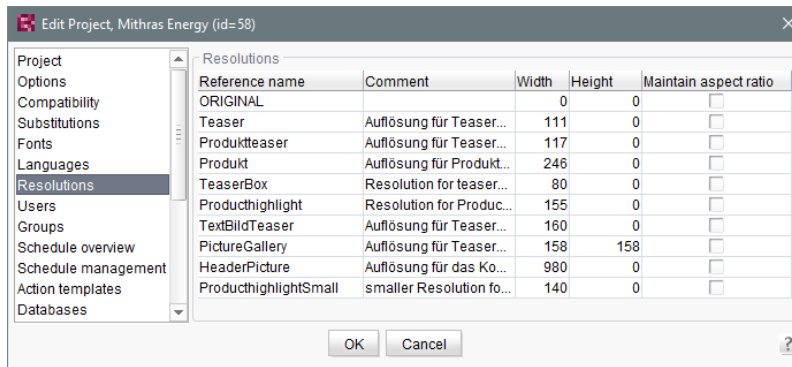 Edit Project, Mithras Energy (id=58)
Project
Options
Compatibility
Substitutions
Fonts
Languages
Resolutions
Users
Groups
Schedule overview
Schedule management
Action templates
Databases
Resolutions
Reference name Comment Width Height Maintain aspect ratio
ORIGINAL 0 0
Teaser Auflösung für Teaser... 111 0
Produktteaser Auflösung für Teaser... 117 0
Produkt Auflösung für Produkt... 246 0
TeaserBox Resolution for teaser... 80 0
Producthighlight Resolution for Produc... 155 0
TextBildTeaser Auflösung für Teaser... 160 0
PictureGallery Auflösung für Teaser... 158 158
HeaderPicture Auflösung für das Ko... 980 0
ProducthighlightSmall smaller Resolution fo... 140 0
OK Cancel ?